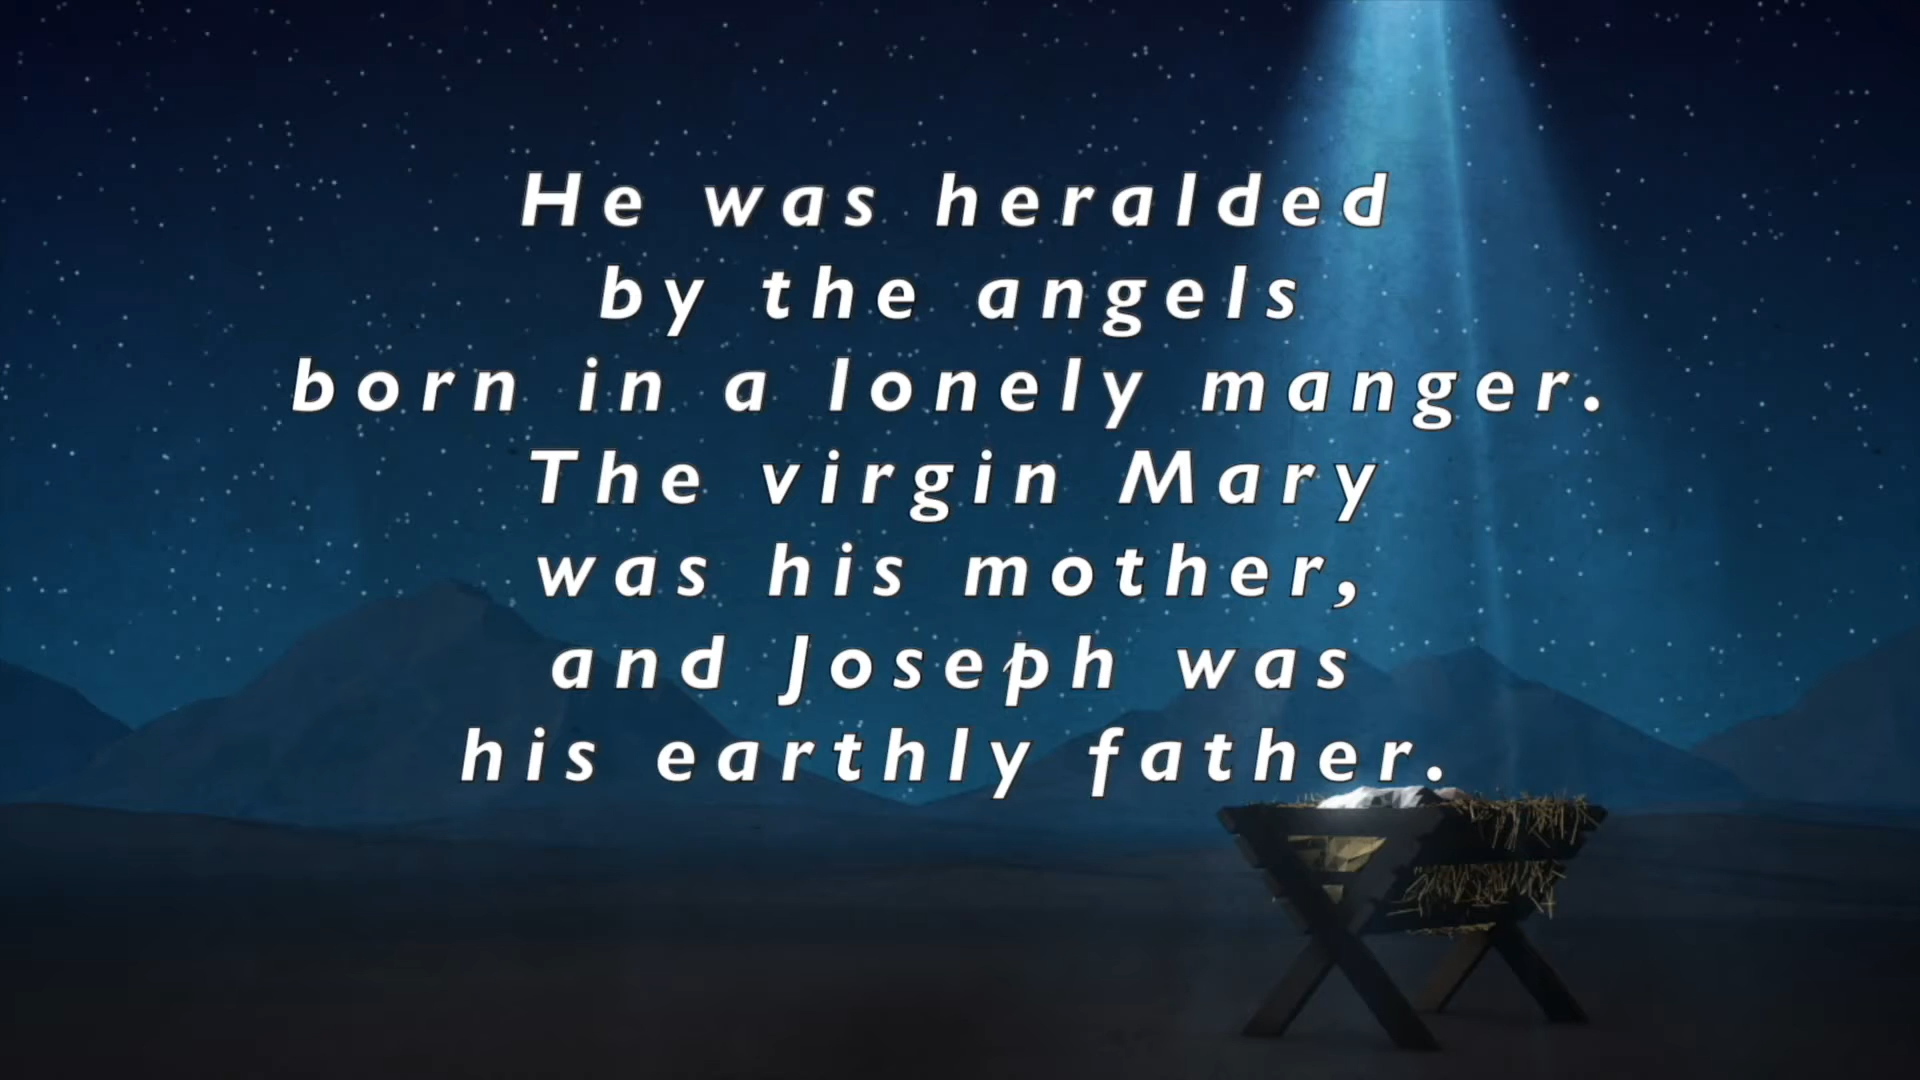 He was heralded
by the angels
born in a lonely manger.
The virgin Mary
was his mother,
and Joseph was
his earthly father.